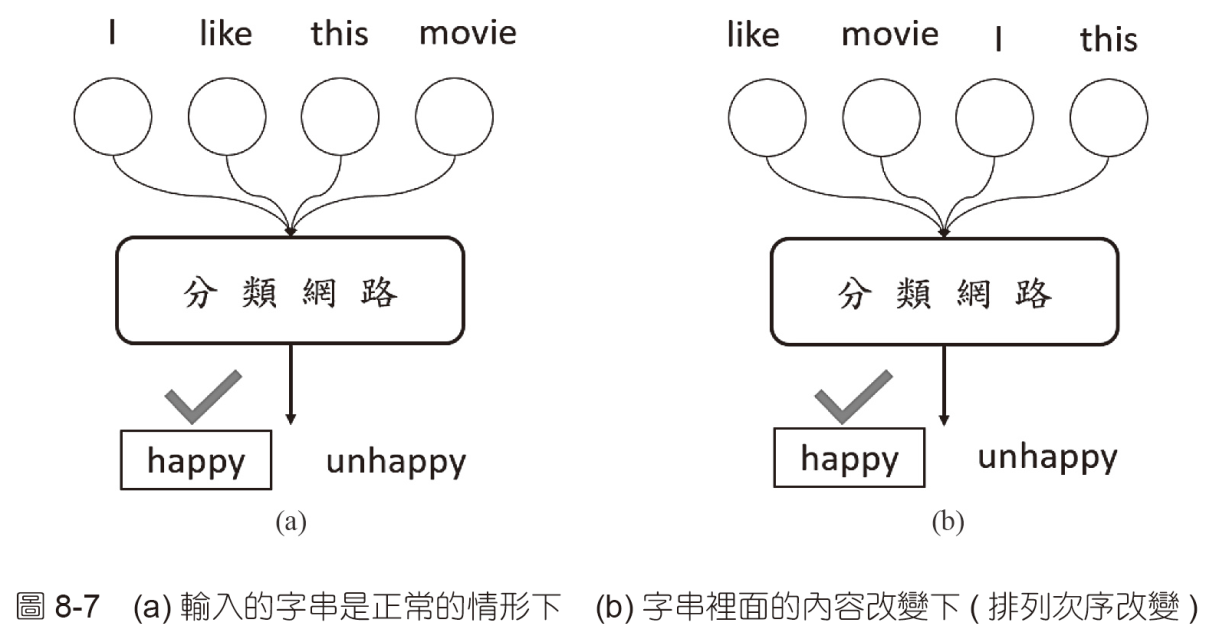 I like this movie
分類網路
happy unhappy
(a)
like movie I this
分類網路
happy unhappy
(b)
圖 8-7 (a) 輸入的字串是正常的情形下 (b) 字串裡面的內容改變下 ( 排列次序改變 )